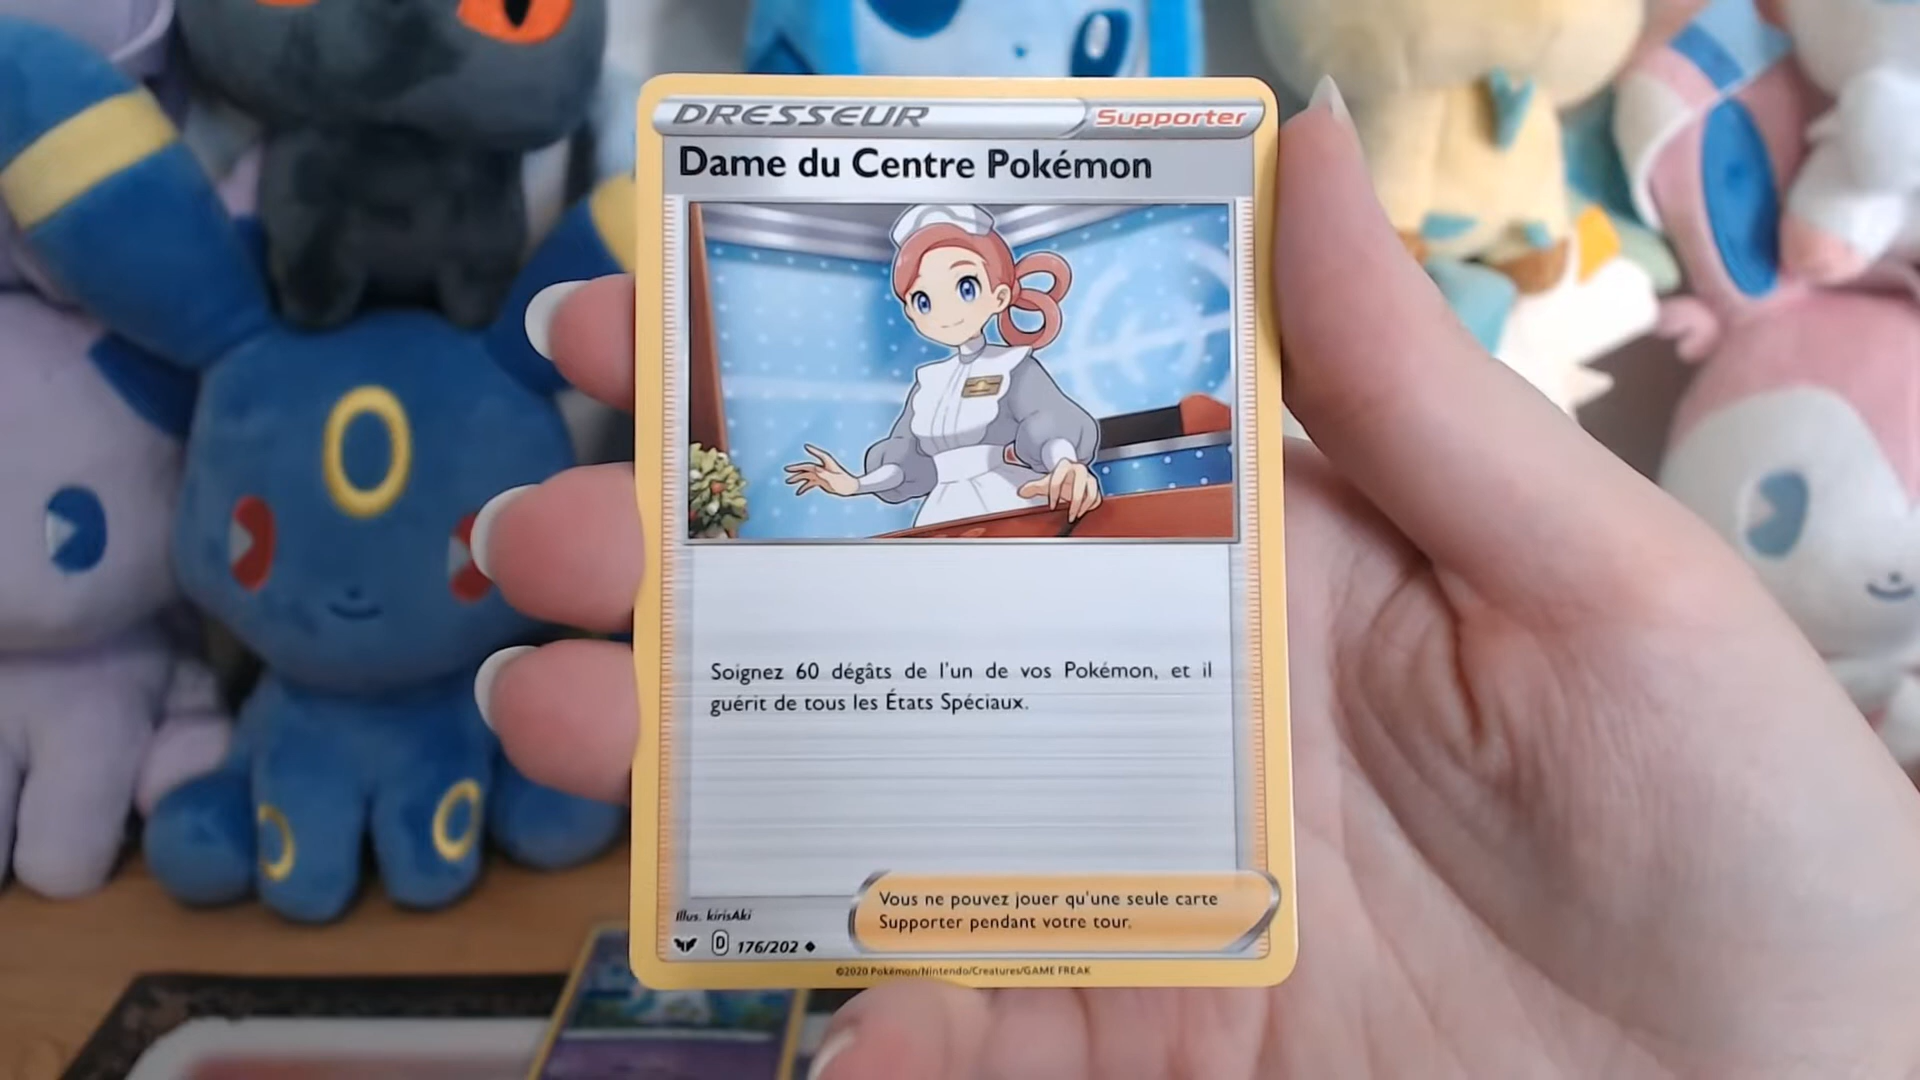 DRESSEUR
Supporter
Dame du Centre Pokémon
Soignez 60 dégâts de l'un de vos Pokémon, et il
guérit de tous les États Spéciaux.
Vous ne pouvez jouer qu'une seule carte
Supporter pendant votre tour.
Illus. kirisAki
D 176/202
©2020 Pokémon/Nintendo/Creatures/GAME FREAK